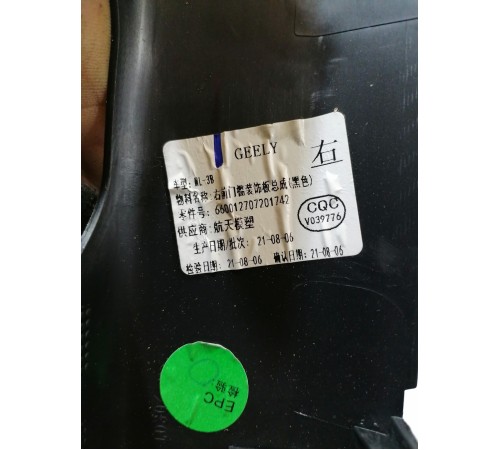 GEELY 右
车型: NL-3B
物料名称: 右前门槛装饰板总成(黑色)
零件号: 660012707201742
供应商: 航天模塑
CQC
V039776
生产日期/批次: 21-08-06
检验日期: 21-08-06 确认日期: 21-08-06
EPC
检验